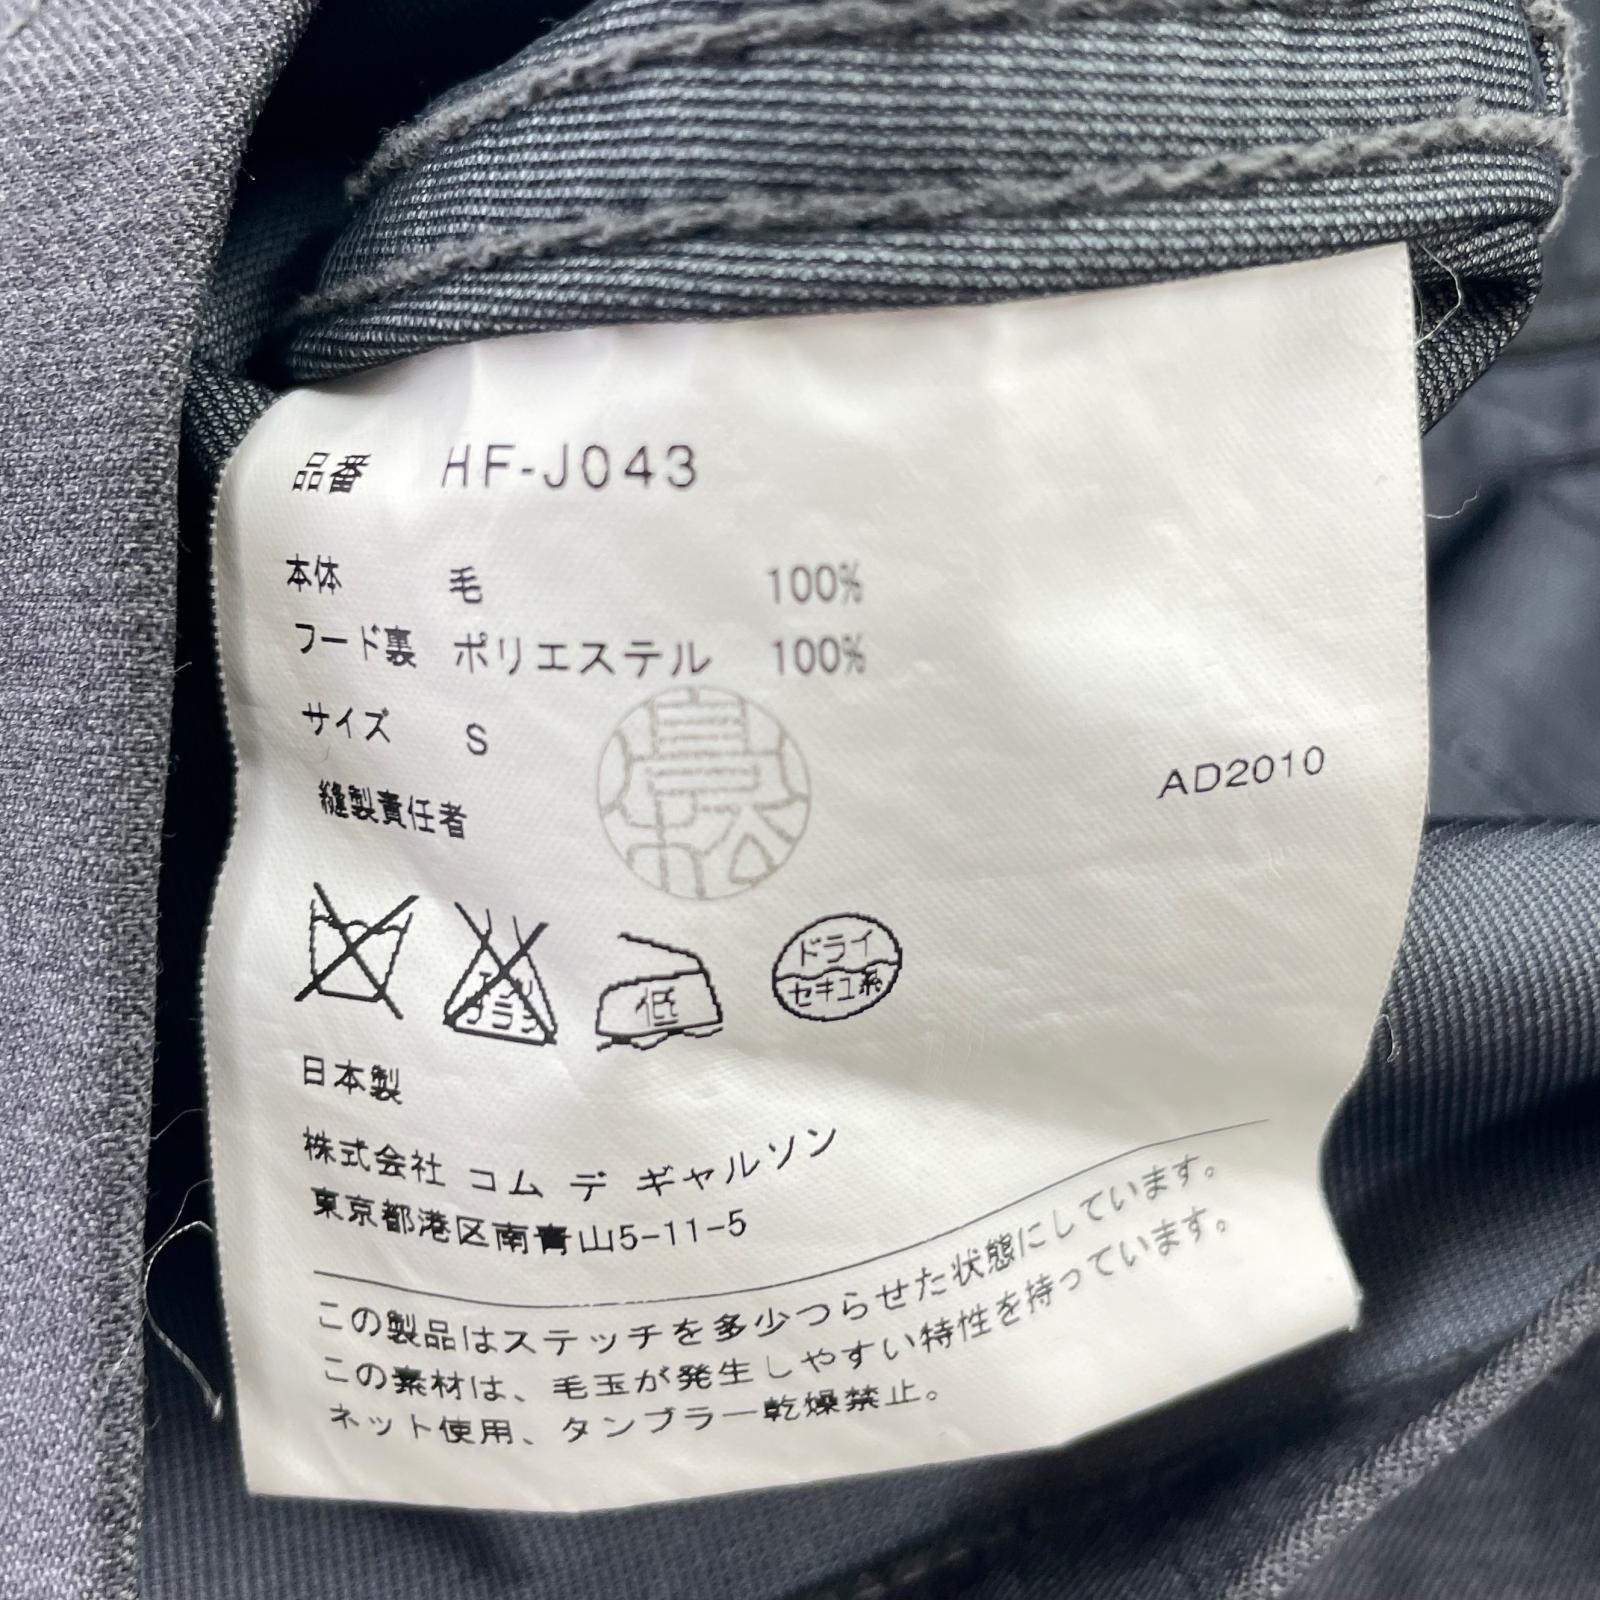 品番 HF-J043
本体 毛 100%
フード裏 ポリエステル 100%
サイズ S
AD2010
縫製責任者
エンソ
サラシ
低
ドライ
セキユ系
日本製
株式会社 コム デ ギャルソン
東京都港区南青山5-11-5
この製品はステッチを多少つらせた状態にしています。
この素材は、毛玉が発生しやすい特性を持っています。
ネット使用、タンブラー乾燥禁止。